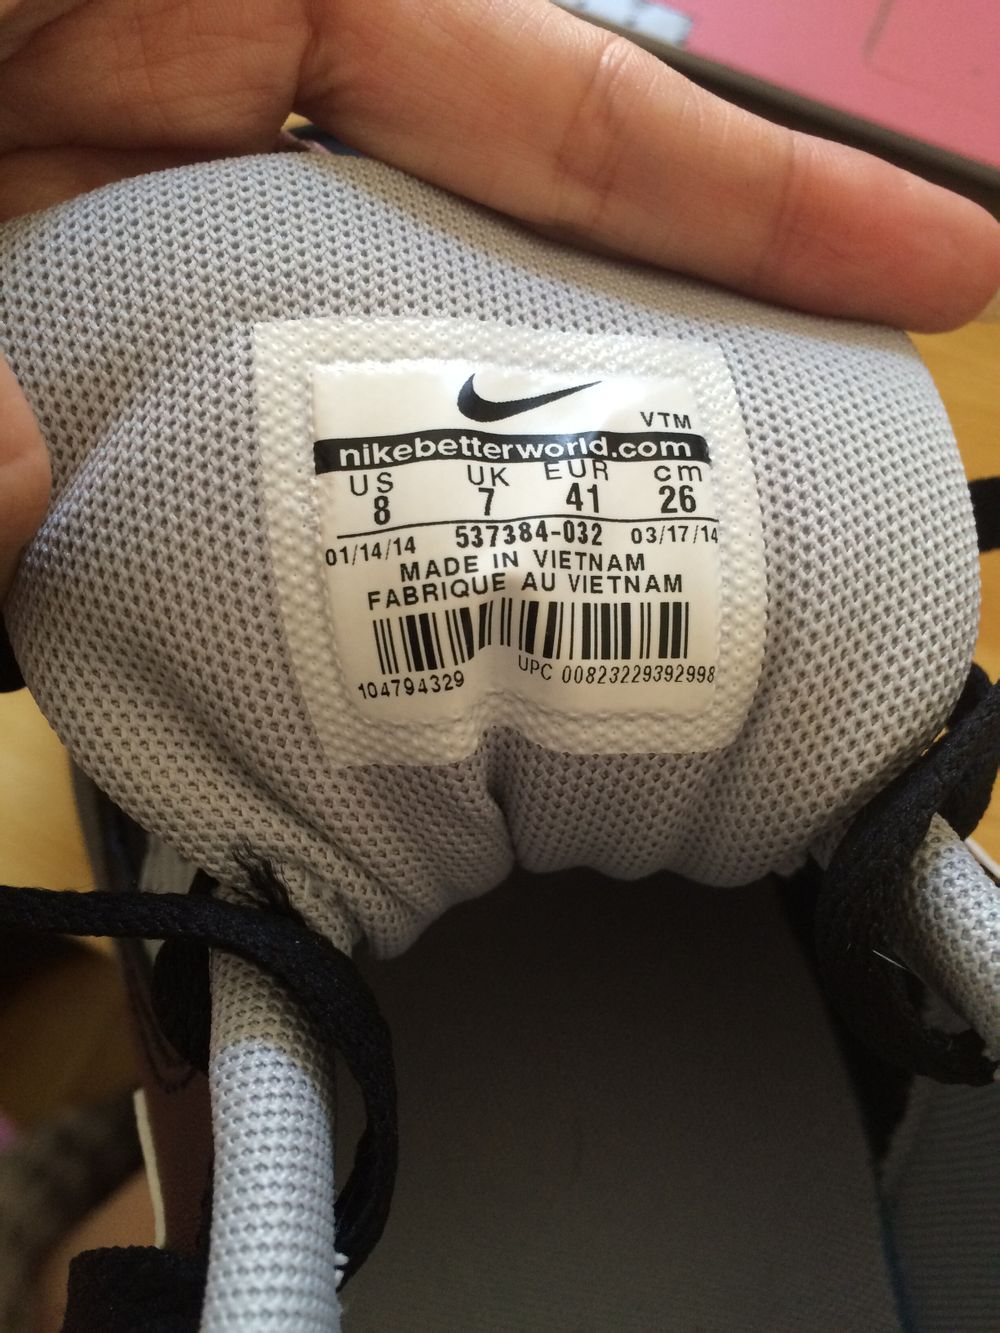 VTM
nikebetterworld.com
US UK EUR cm
8 7 41 26
01/14/14 537384-032 03/17/14
MADE IN VIETNAM
FABRIQUE AU VIETNAM
104794329 UPC 00823229392998